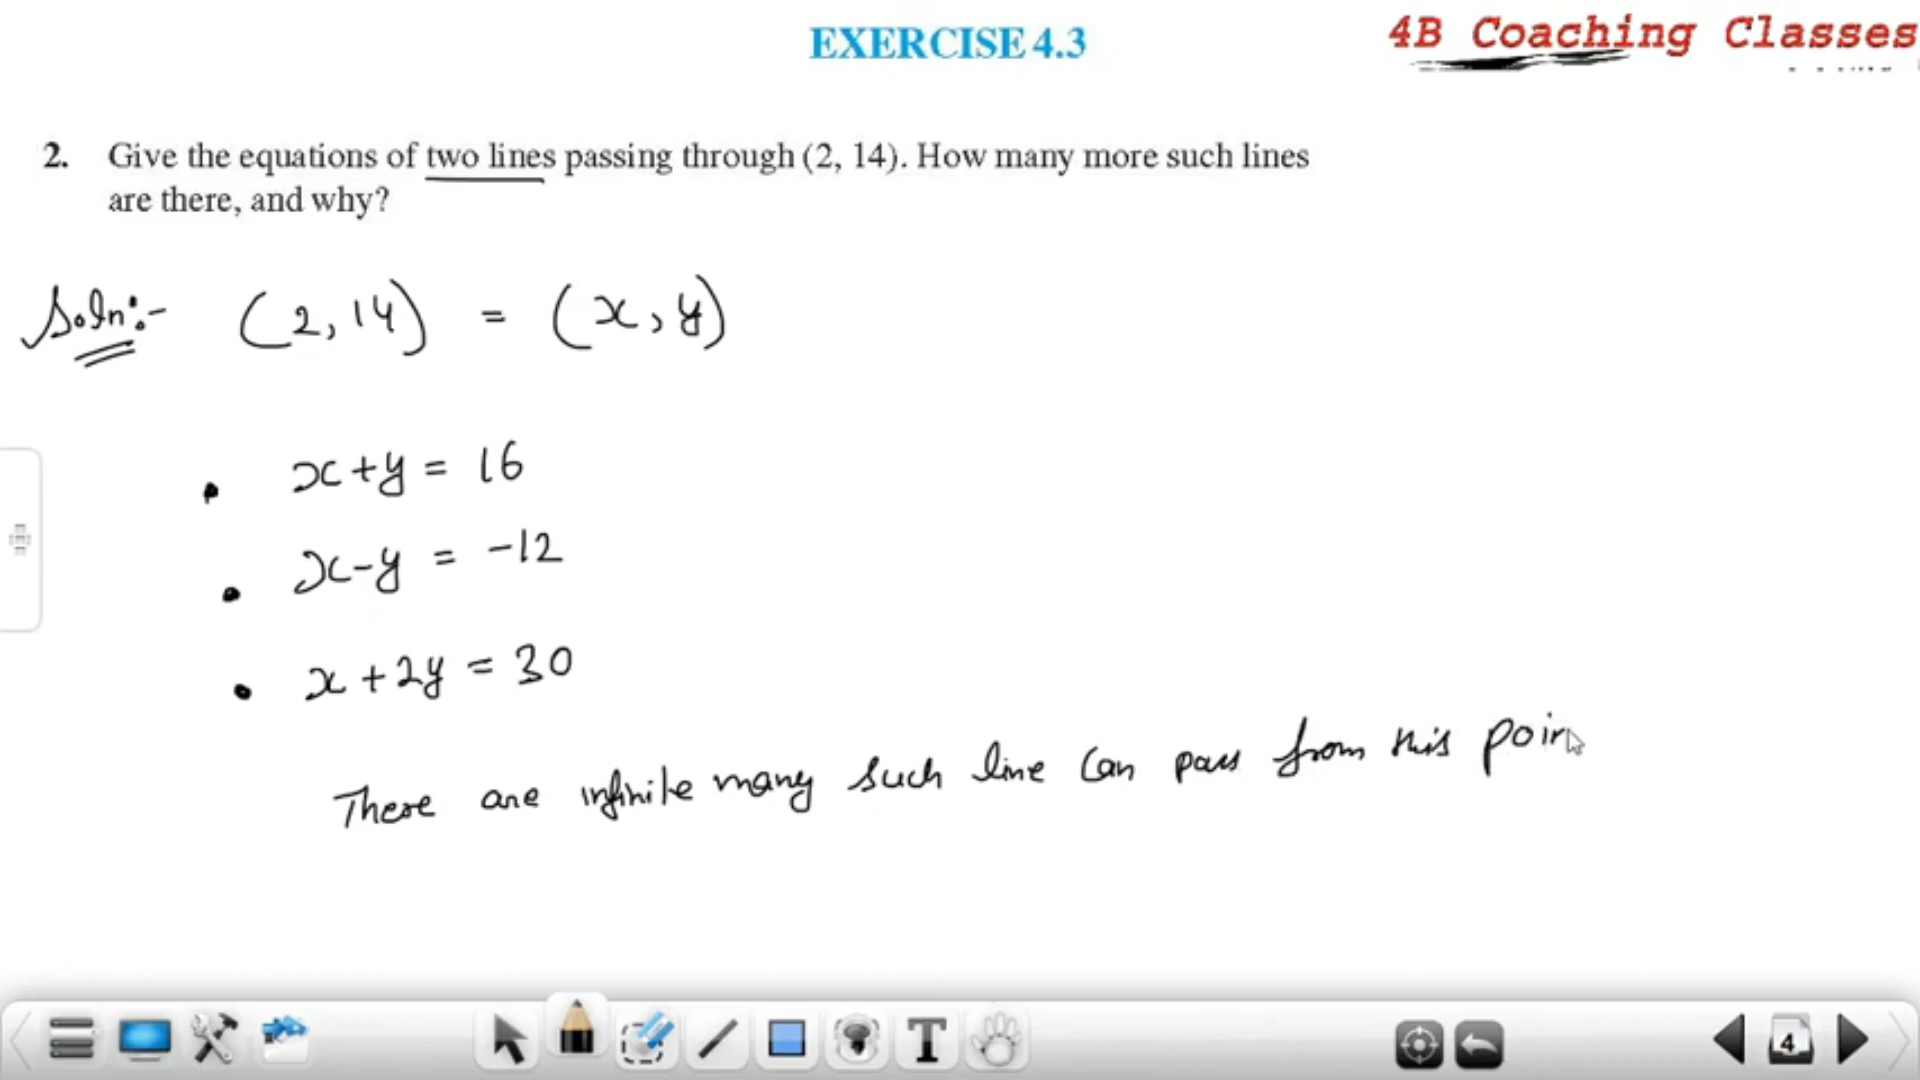 EXERCISE 4.3
4B Coaching Classes
2. Give the equations of two lines passing through (2, 14). How many more such lines
are there, and why?
Soln:- (2, 14) = (x, y)
• x+y = 16
• x-y = -12
• x+2y = 30
There are infinite many such line can pass from this poin
T
4